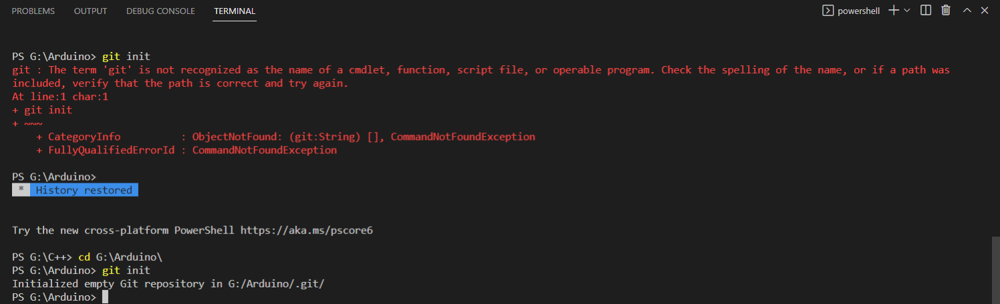 PROBLEMS OUTPUT DEBUG CONSOLE TERMINAL powershell
PS G:\Arduino> git init
git : The term 'git' is not recognized as the name of a cmdlet, function, script file, or operable program. Check the spelling of the name, or if a path was
included, verify that the path is correct and try again.
At line:1 char:1
+ git init
+ ~~~
    + CategoryInfo          : ObjectNotFound: (git:String) [], CommandNotFoundException
    + FullyQualifiedErrorId : CommandNotFoundException
PS G:\Arduino>
* History restored
Try the new cross-platform PowerShell https://aka.ms/pscore6
PS G:\C++> cd G:\Arduino\
PS G:\Arduino> git init
Initialized empty Git repository in G:/Arduino/.git/
PS G:\Arduino>